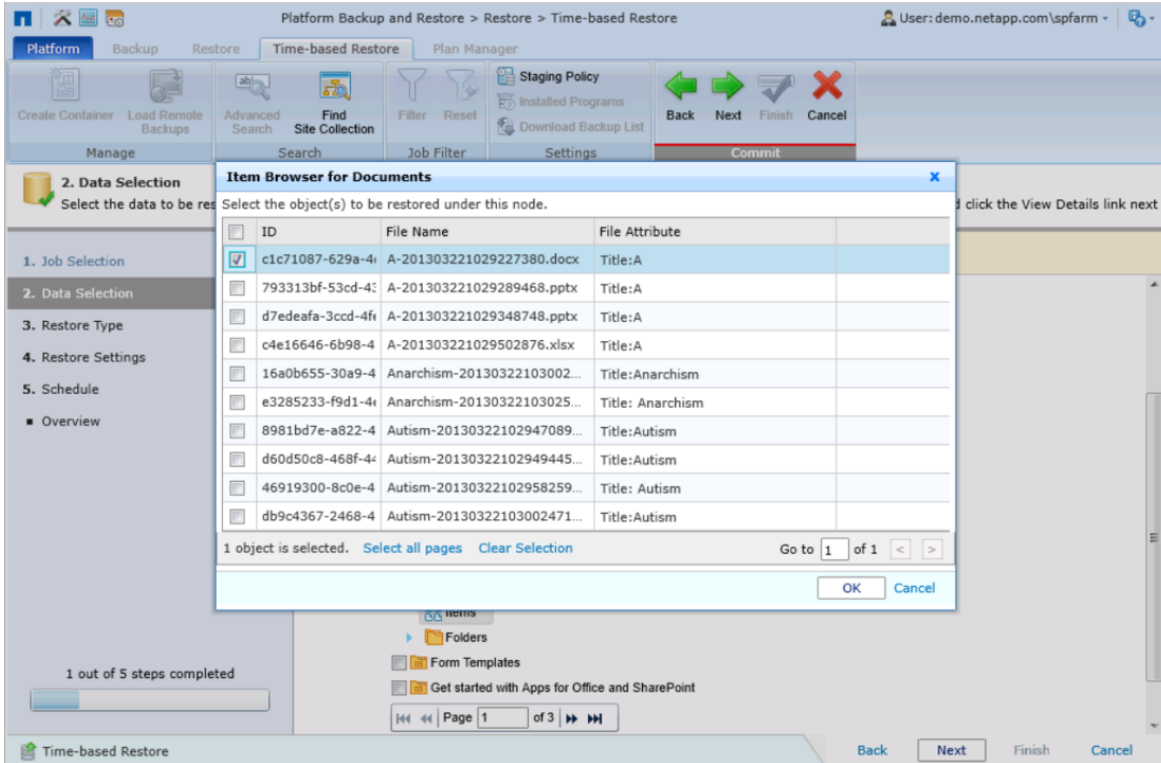 Platform Backup and Restore > Restore > Time-based Restore
User: demo.netapp.com\spfarm
Platform Backup Restore Time-based Restore Plan Manager
Create Container
Load Remote Backups
Advanced Search
Find Site Collection
Filter
Reset
Staging Policy
Installed Programs
Download Backup List
Back
Next
Finish
Cancel
Manage
Search
Job Filter
Settings
Commit
2. Data Selection
Select the data to be res
d click the View Details link next
1. Job Selection
2. Data Selection
3. Restore Type
4. Restore Settings
5. Schedule
Overview
1 out of 5 steps completed
Item Browser for Documents
Select the object(s) to be restored under this node.
ID File Name File Attribute
c1c71087-629a-4 A-201303221029227380.docx Title:A
793313bf-53cd-43 A-201303221029289468.pptx Title:A
d7edeafa-3ccd-4fe A-201303221029348748.pptx Title:A
c4e16646-6b98-4 A-201303221029502876.xlsx Title:A
16a0b655-30a9-4 Anarchism-20130322103002... Title:Anarchism
e3285233-f9d1-4 Anarchism-20130322103025... Title: Anarchism
8981bd7e-a822-4 Autism-20130322102947089... Title:Autism
d60d50c8-468f-44 Autism-20130322102949445... Title:Autism
46919300-8c0e-4 Autism-20130322102958259... Title: Autism
db9c4367-2468-4 Autism-20130322103002471... Title:Autism
1 object is selected. Select all pages Clear Selection Go to 1 of 1 < >
OK Cancel
Items
Folders
Form Templates
Get started with Apps for Office and SharePoint
Page 1 of 3
Time-based Restore
Back Next Finish Cancel